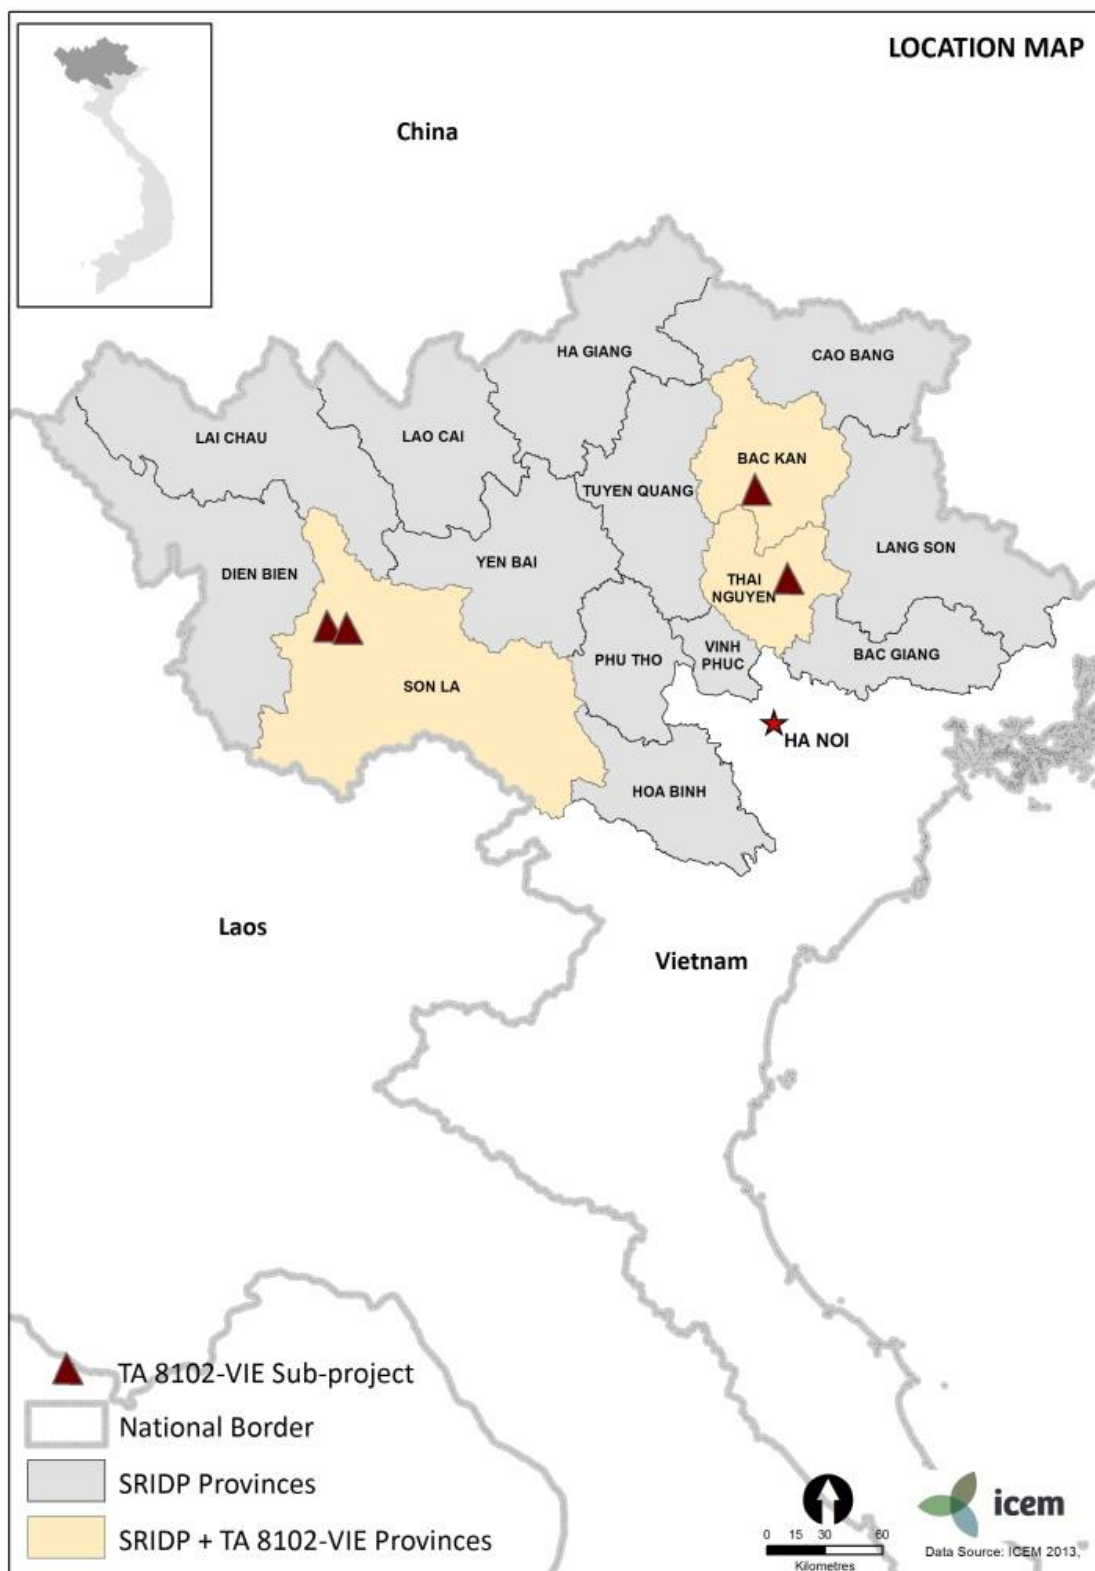 LOCATION MAP
China
HA GIANG
CAO BANG
LAI CHAU
LAO CAI
BAC KAN
TUYEN QUANG
LANG SON
YEN BAI
DIEN BIEN
THAI
NGUYEN
VINH
PHUC
PHU THO
BAC GIANG
SON LA
HA NOI
HOA BINH
Laos
Vietnam
TA 8102-VIE Sub-project
National Border
SRIDP Provinces
SRIDP + TA 8102-VIE Provinces
0 15 30 60
Kilometres
icem
Data Source: ICEM 2013,